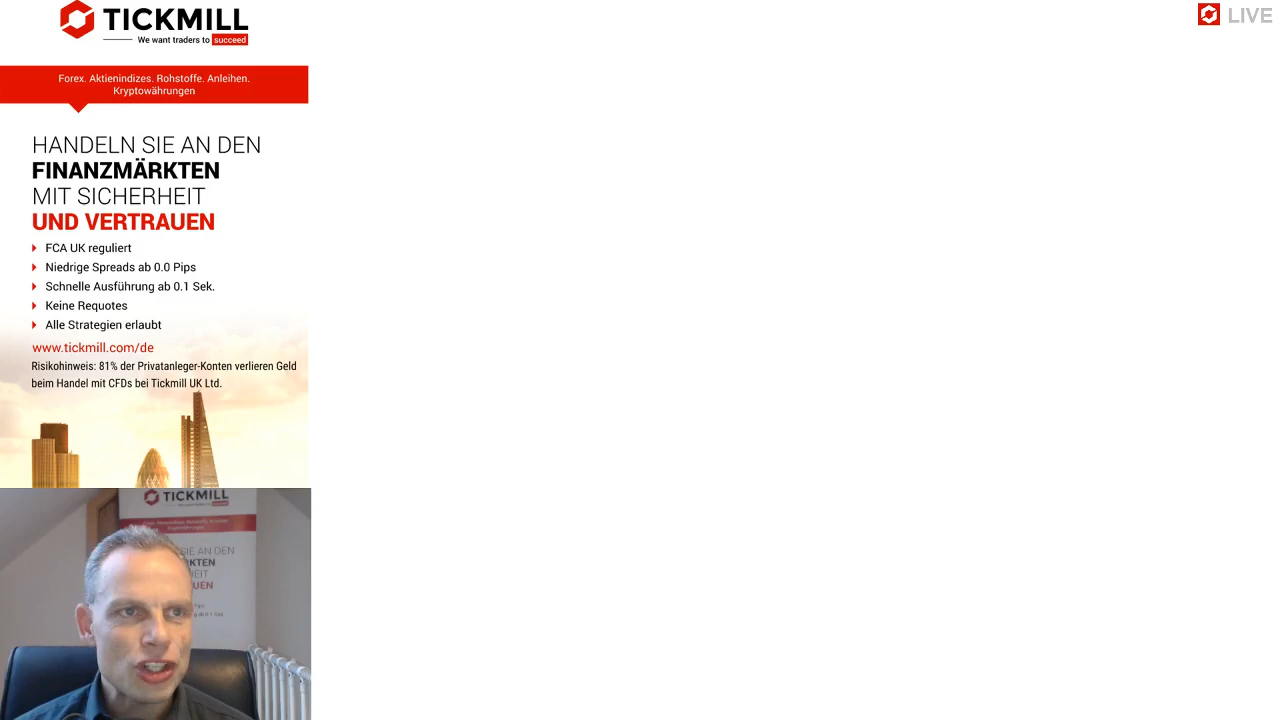 TICKMILL
We want traders to succeed
LIVE
Forex. Aktienindizes. Rohstoffe. Anleihen.
Kryptowährungen
HANDELN SIE AN DEN
FINANZMÄRKTEN
MIT SICHERHEIT
UND VERTRAUEN
FCA UK reguliert
Niedrige Spreads ab 0.0 Pips
Schnelle Ausführung ab 0.1 Sek.
Keine Requotes
Alle Strategien erlaubt
www.tickmill.com/de
Risikohinweis: 81% der Privatanleger-Konten verlieren Geld
beim Handel mit CFDs bei Tickmill UK Ltd.
TICKMILL
SIE AN DEN